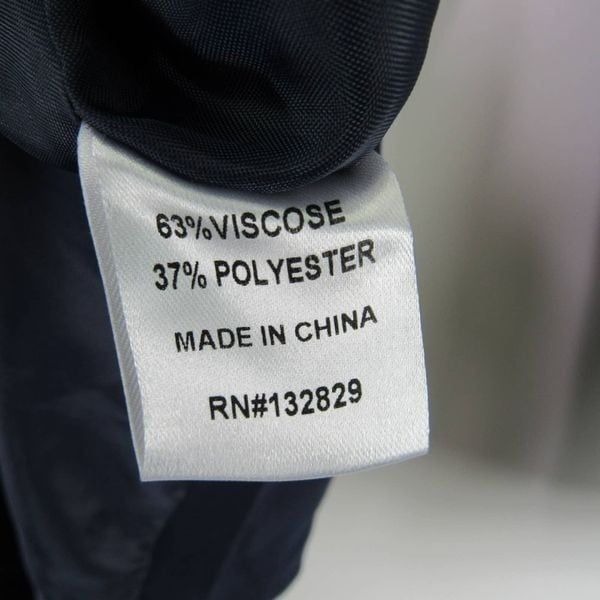 63%VISCOSE
37% POLYESTER
MADE IN CHINA
RN#132829